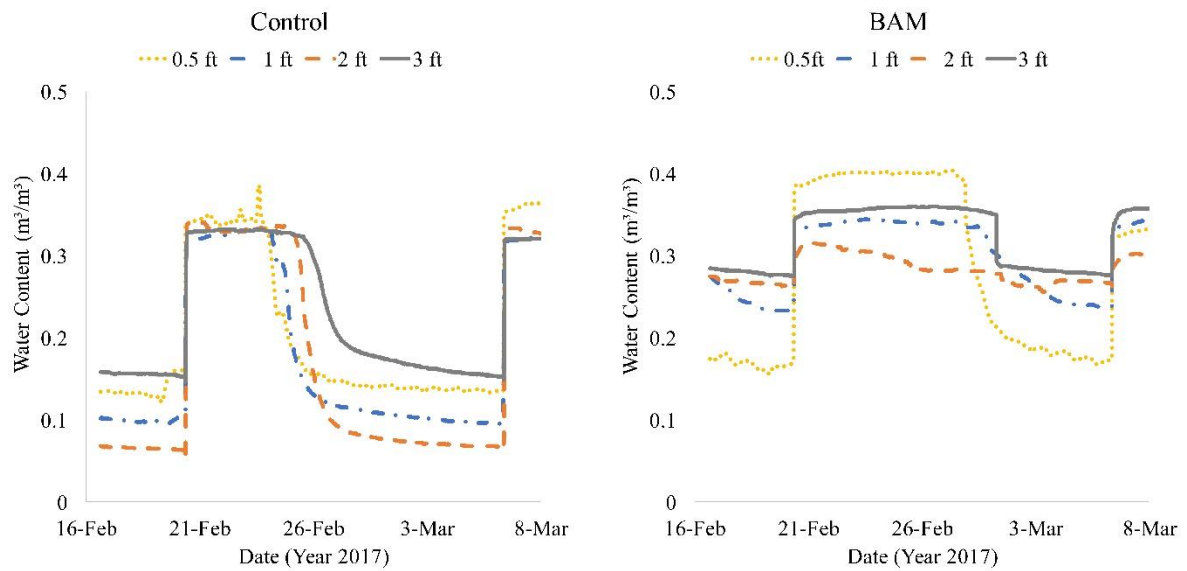 Control
0.5 ft 1 ft 2 ft 3 ft
0.5
0.4
0.3
0.2
0.1
0
Water Content (m³/m³)
16-Feb 21-Feb 26-Feb 3-Mar 8-Mar
Date (Year 2017)
BAM
0.5ft 1 ft 2 ft 3 ft
0.5
0.4
0.3
0.2
0.1
0
Water Content (m³/m³)
16-Feb 21-Feb 26-Feb 3-Mar 8-Mar
Date (Year 2017)